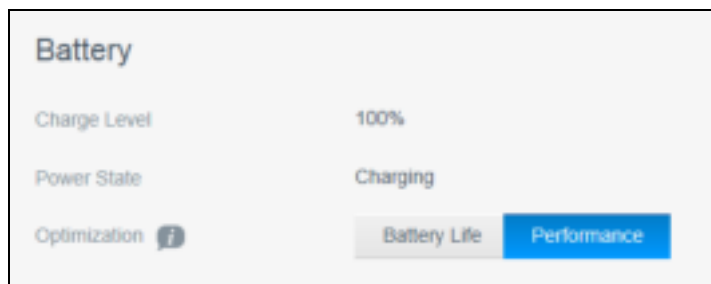 Battery
Charge Level 100%
Power State Charging
Optimization i Battery Life Performance